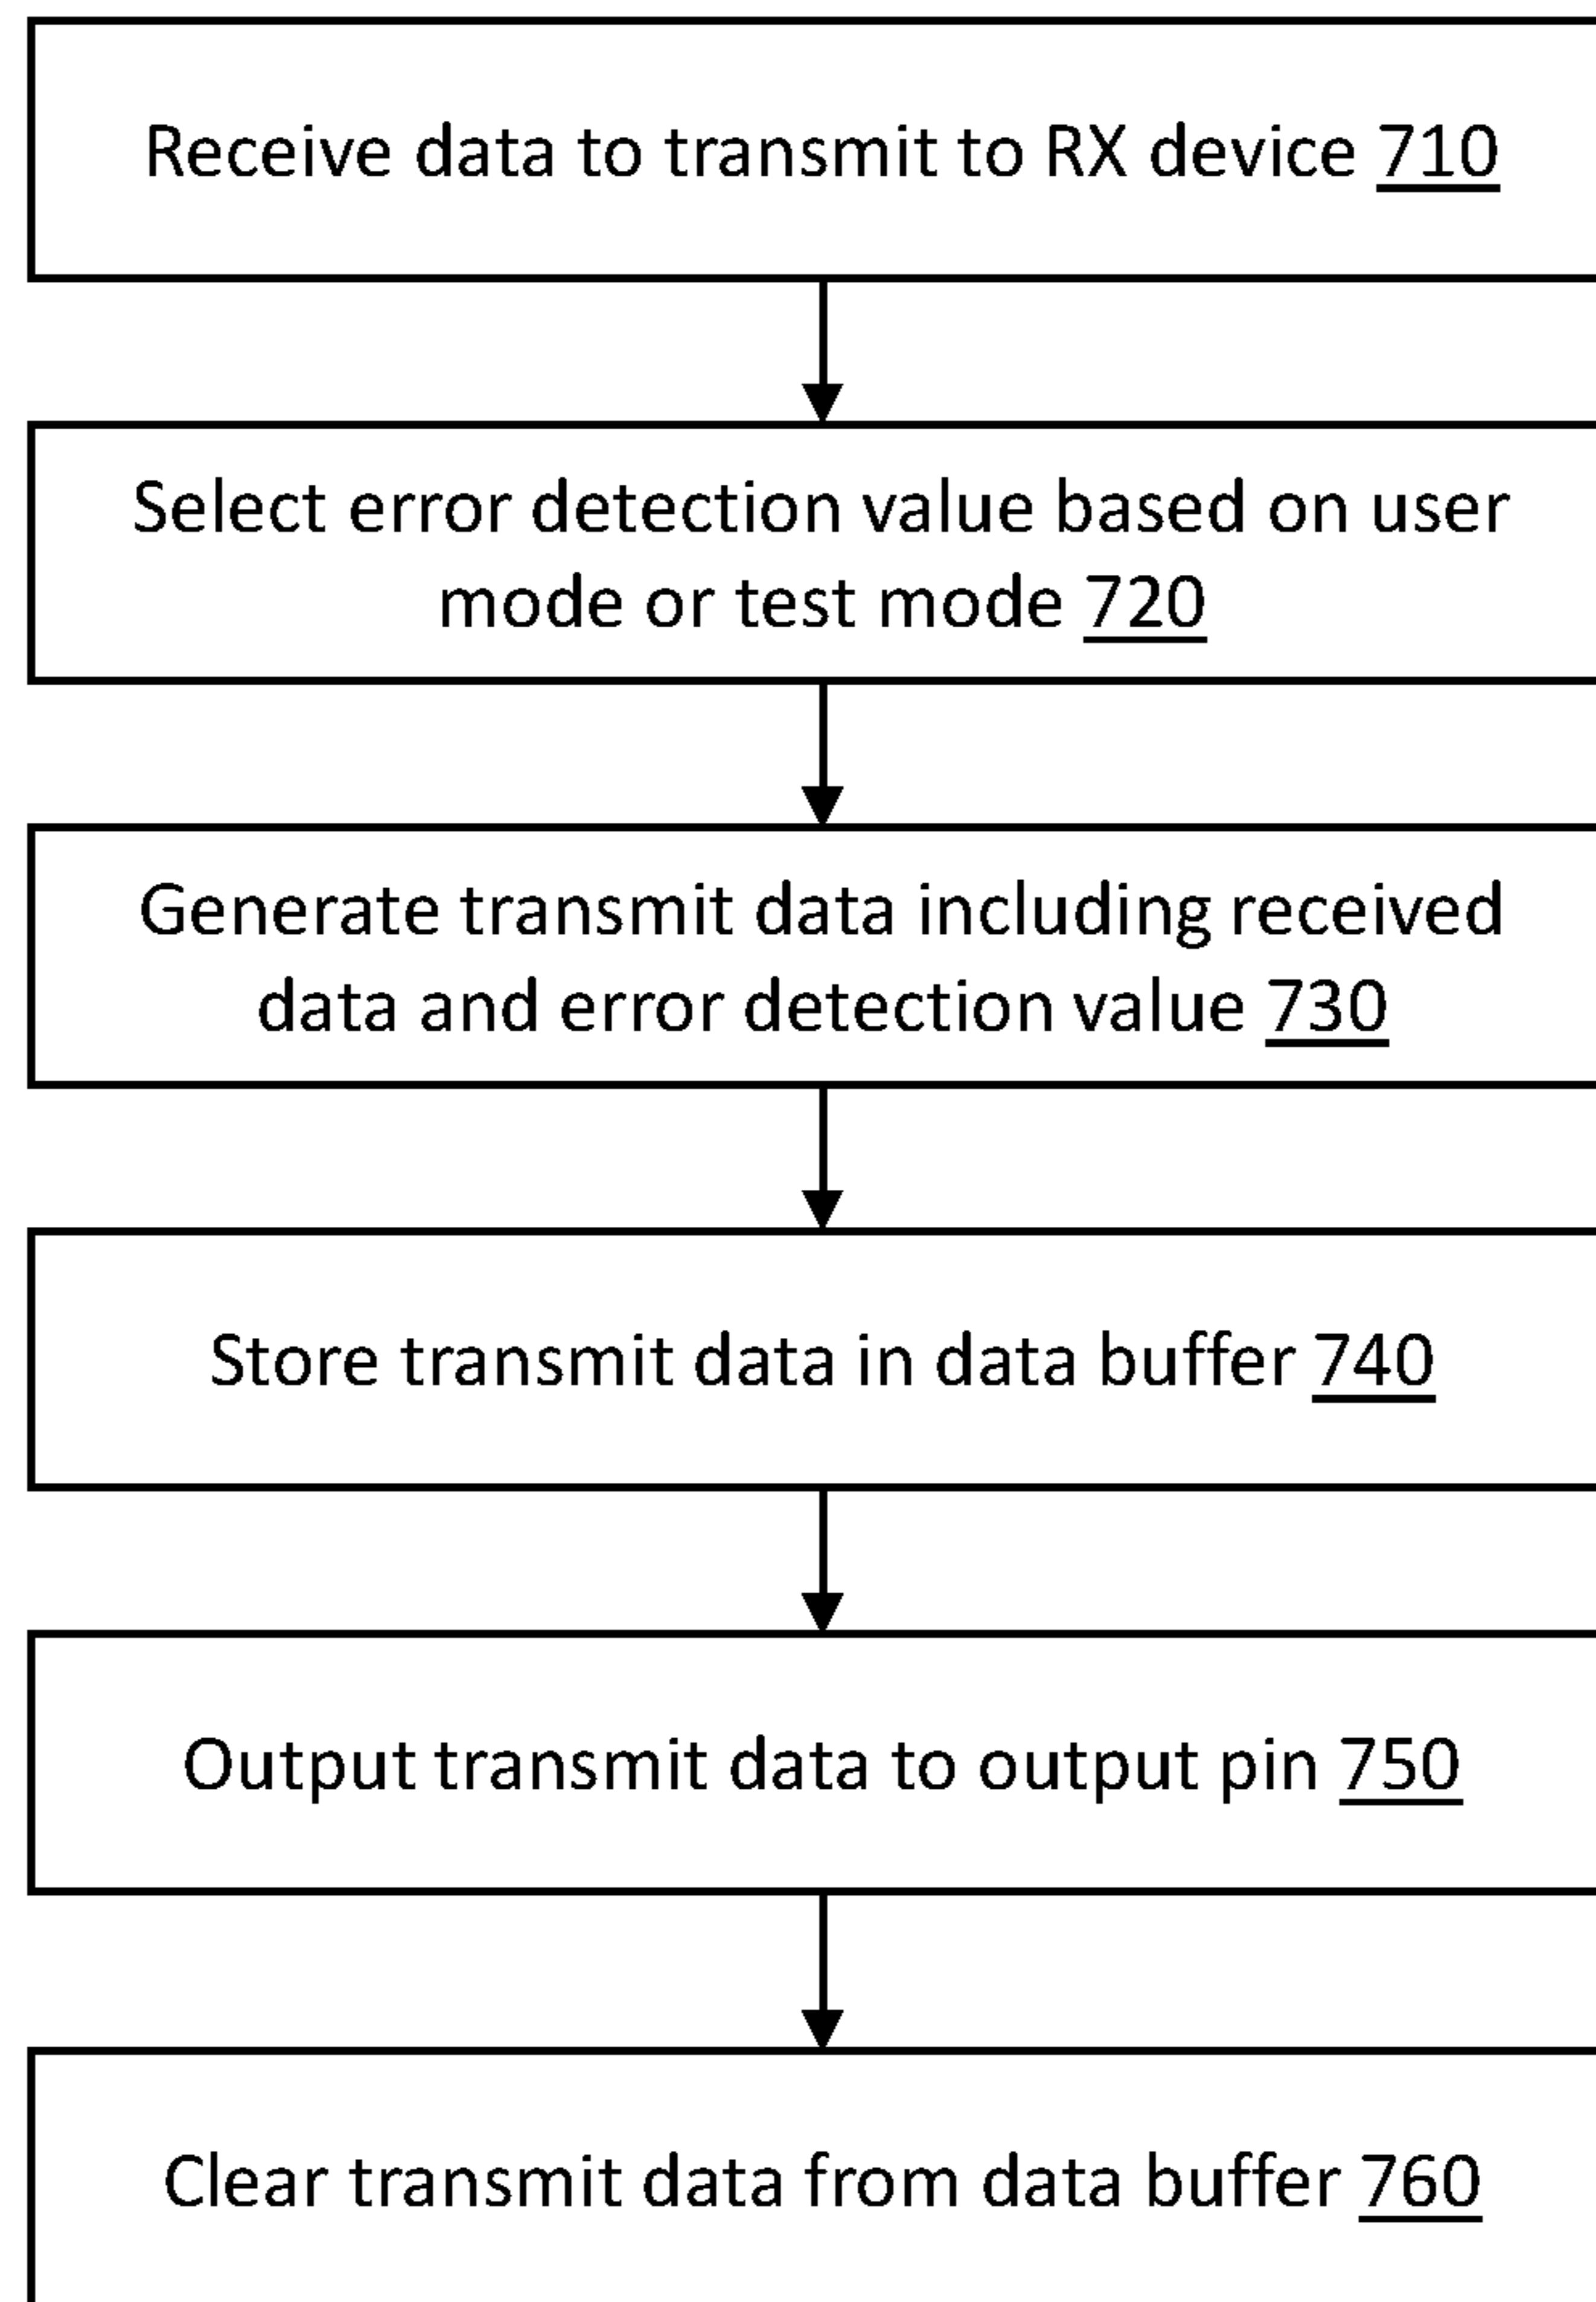 Receive data to transmit to RX device 710
Select error detection value based on user
mode or test mode 720
Generate transmit data including received
data and error detection value 730
Store transmit data in data buffer 740
Output transmit data to output pin 750
Clear transmit data from data buffer 760